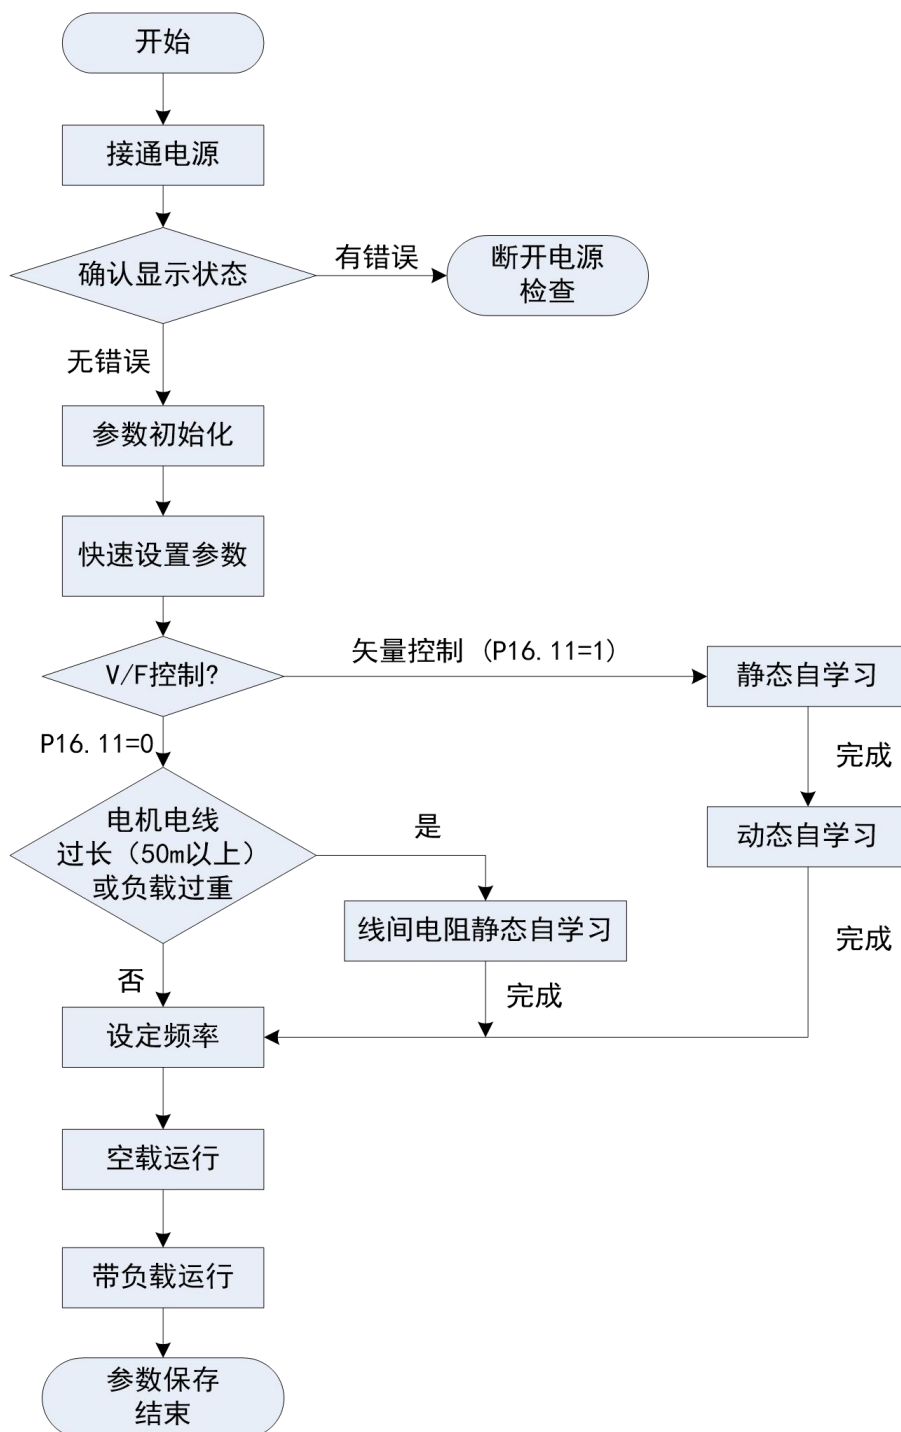 开始
接通电源
确认显示状态
有错误
断开电源
检查
无错误
参数初始化
快速设置参数
V/F控制?
矢量控制 (P16.11=1)
静态自学习
P16.11=0
完成
电机电线
过长（50m以上）
或负载过重
是
动态自学习
线间电阻静态自学习
完成
否
完成
设定频率
空载运行
带负载运行
参数保存
结束